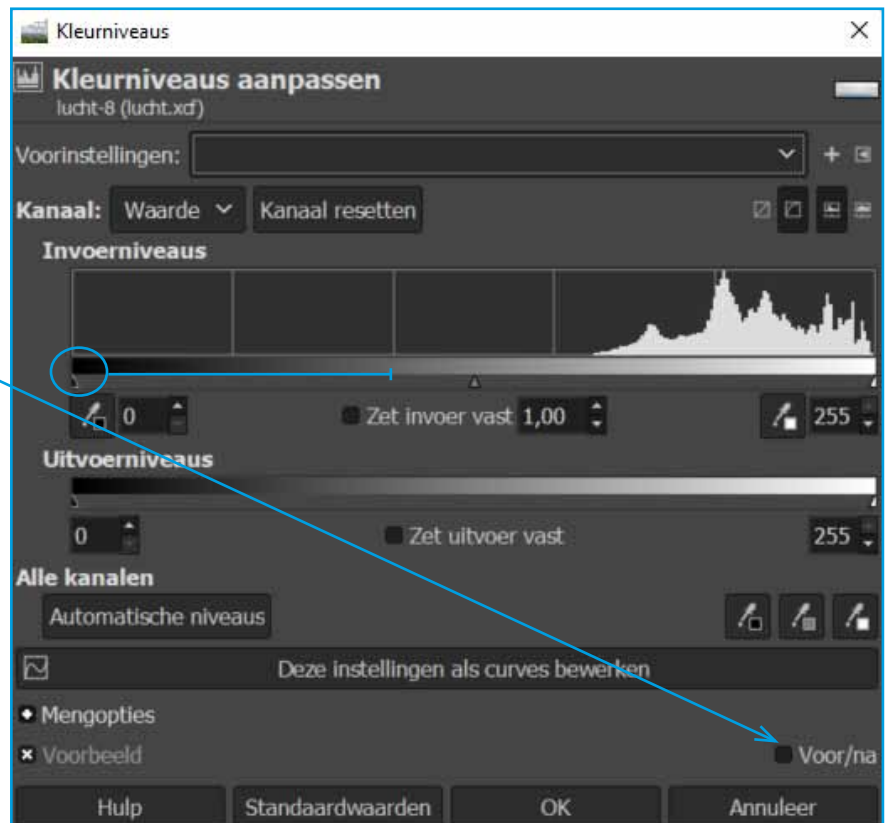 Kleurniveaus
Kleurniveaus aanpassen
lucht-8 (lucht.xcf)
Voorinstellingen:
Kanaal: Waarde Kanaal resetten
Invoerniveaus
0 Zet invoer vast 1,00 255
Uitvoerniveaus
0 Zet uitvoer vast 255
Alle kanalen
Automatische niveaus
Deze instellingen als curves bewerken
Mengopties
Voorbeeld Voor/na
Hulp Standaardwaarden OK Annuleer